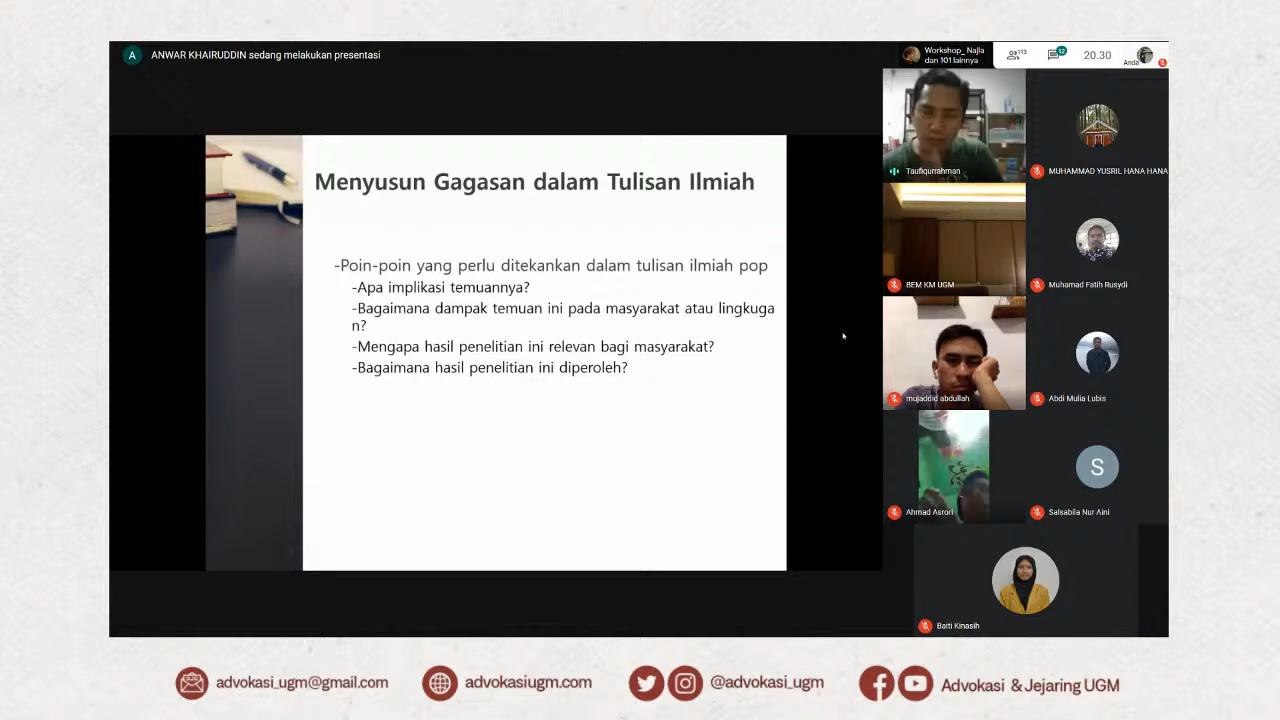 A
ANWAR KHAIRUDDIN sedang melakukan presentasi
Workshop_ Najla
dan 101 lainnya
113
12
20.30
Anda
Menyusun Gagasan dalam Tulisan Ilmiah
-Poin-poin yang perlu ditekankan dalam tulisan ilmiah pop
-Apa implikasi temuannya?
-Bagaimana dampak temuan ini pada masyarakat atau lingkuga
n?
-Mengapa hasil penelitian ini relevan bagi masyarakat?
-Bagaimana hasil penelitian ini diperoleh?
Taufiqurrahman
MUHAMMAD YUSRIL HANA HANA
BEM KM UGM
Muhamad Fatih Rusydi
mujaddid abdullah
Abdi Mulia Lubis
Ahmad Asrori
S
Salsabila Nur Aini
Baiti Kinasih
advokasi_ugm@gmail.com
advokasiugm.com
@advokasi_ugm
Advokasi & Jejaring UGM